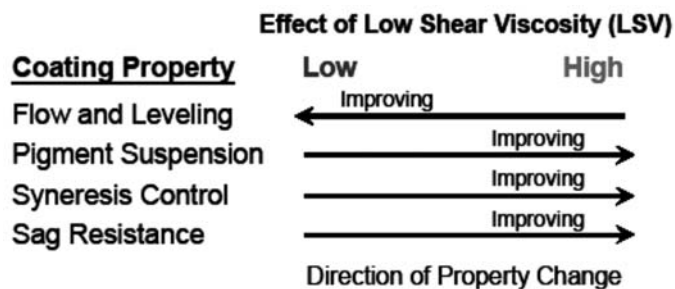 Effect of Low Shear Viscosity (LSV)
Coating Property Low High
Flow and Leveling Improving
Pigment Suspension Improving
Syneresis Control Improving
Sag Resistance Improving
Direction of Property Change